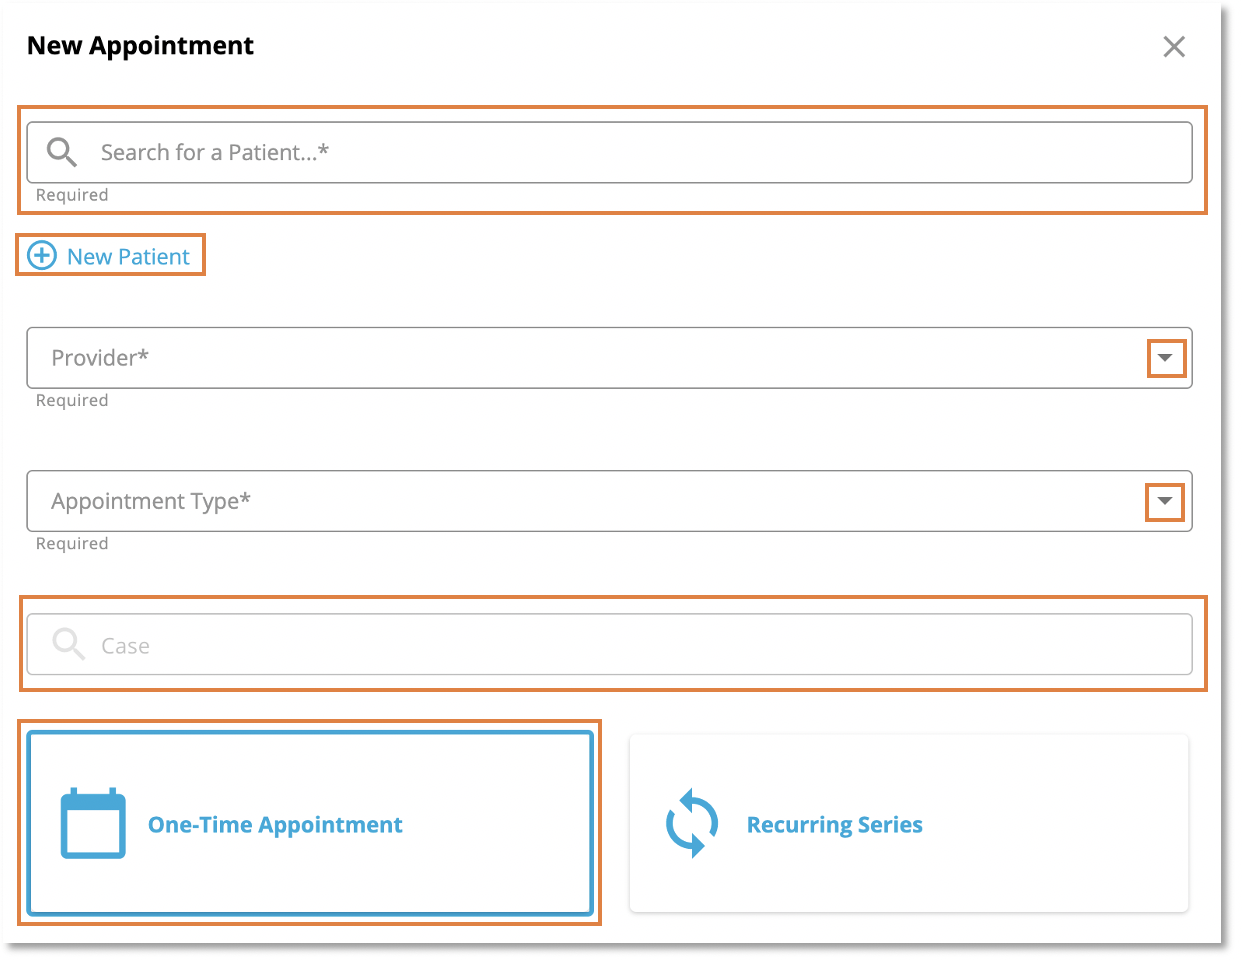 New Appointment
Search for a Patient...*
Required
New Patient
Provider*
Required
Appointment Type*
Required
Case
One-Time Appointment
Recurring Series